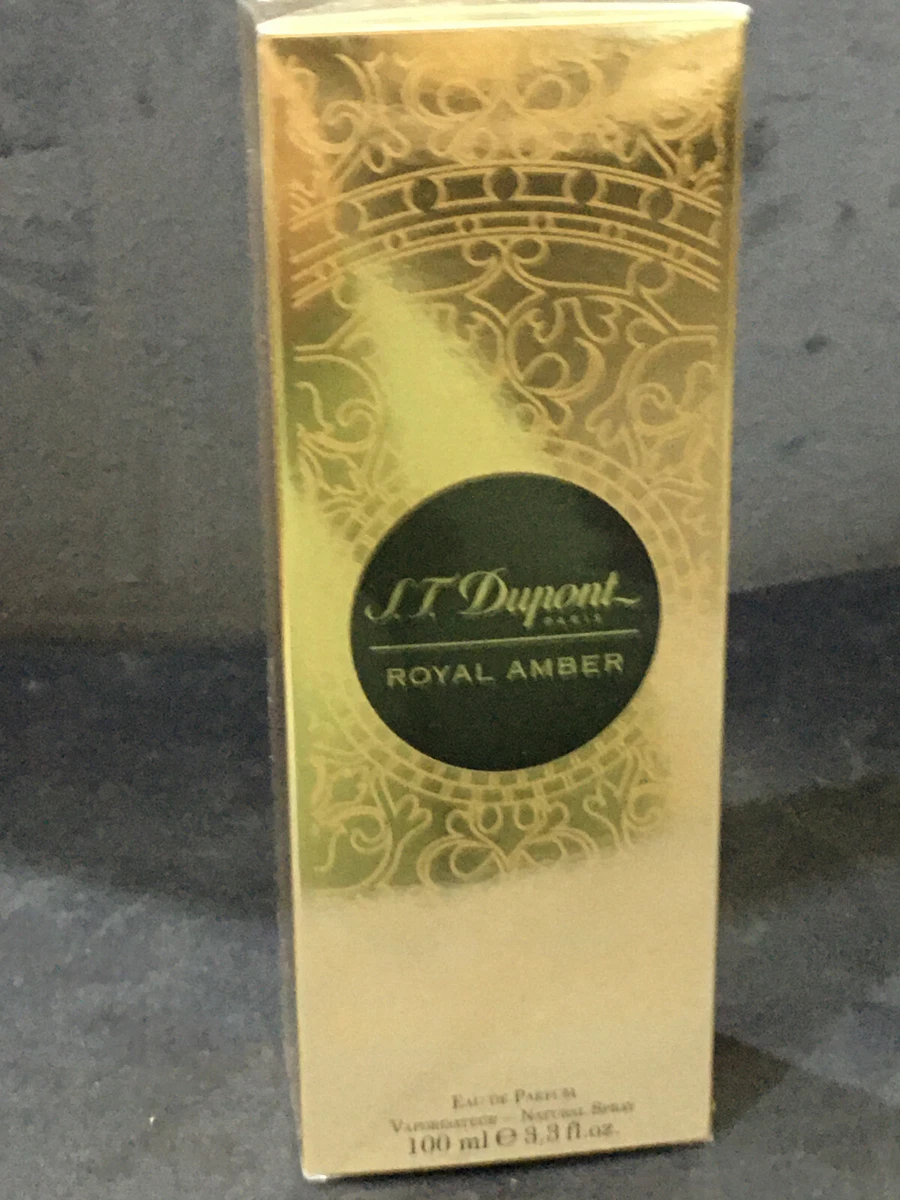 S.T. Dupont
PARIS
ROYAL AMBER
EAU DE PARFUM
VAPORISATEUR – NATURAL SPRAY
100 ml ℮ 3,3 fl.oz.